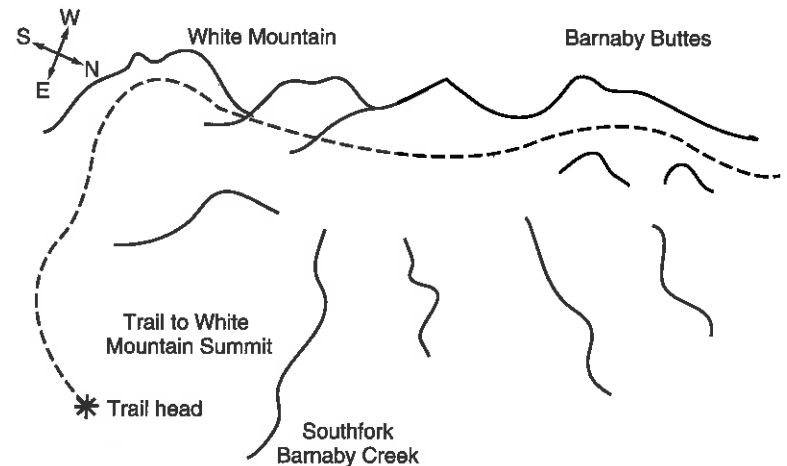 W
S
N
E
White Mountain
Barnaby Buttes
Trail to White
Mountain Summit
Trail head
Southfork
Barnaby Creek